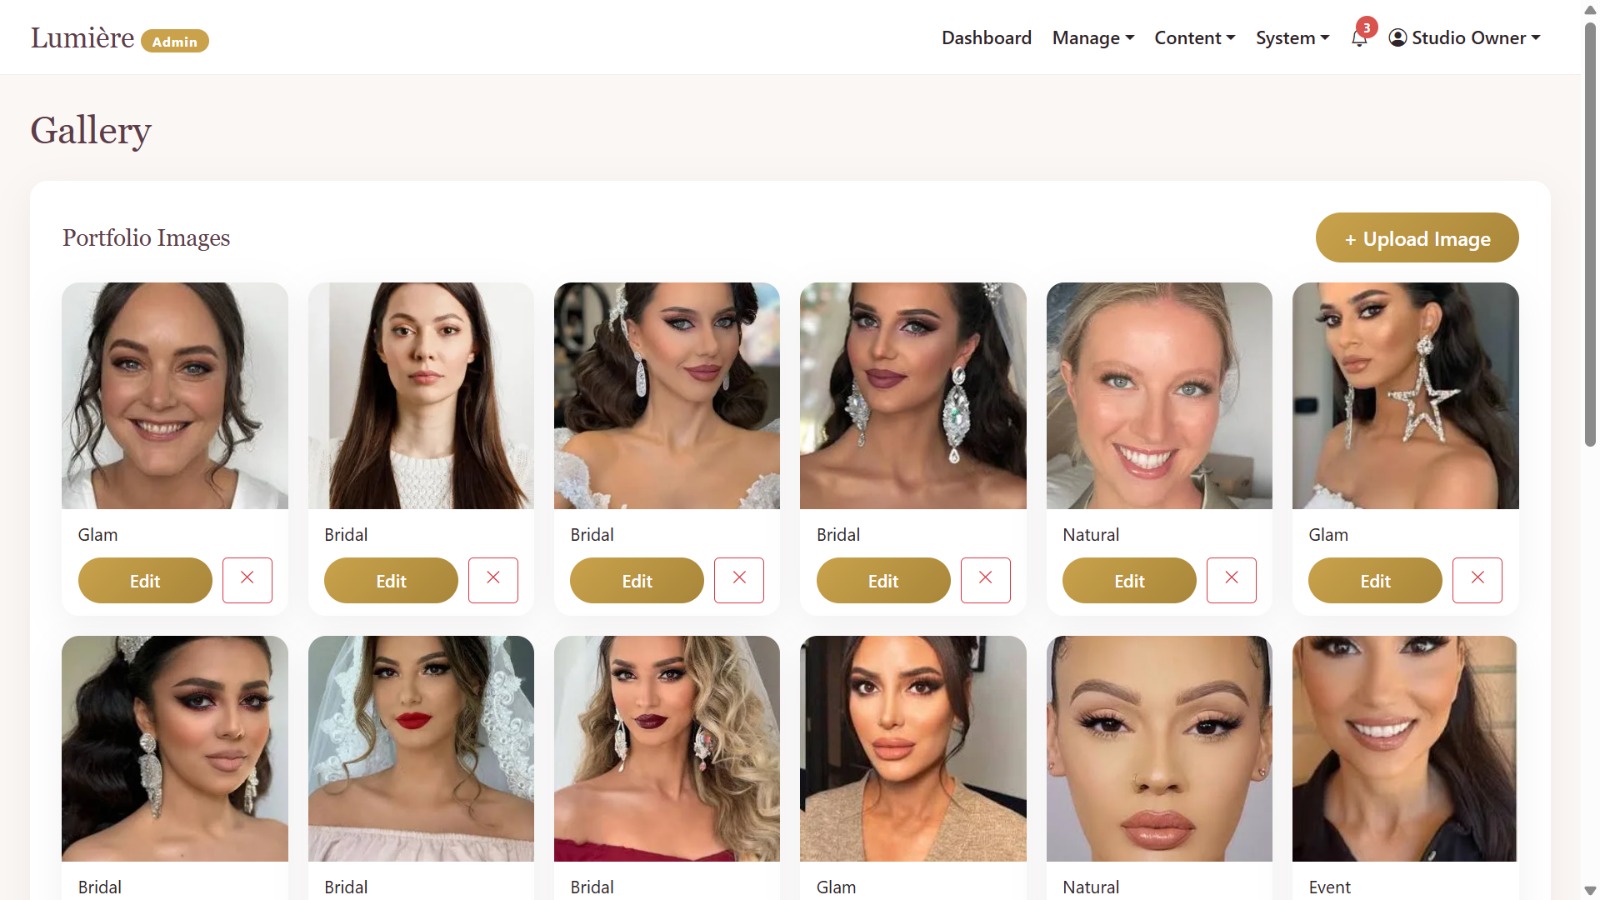 Lumière Admin
Dashboard Manage Content System 3 Studio Owner
Gallery
Portfolio Images
+ Upload Image
Glam Bridal Bridal Bridal Natural Glam
Edit Edit Edit Edit Edit Edit
Bridal Bridal Bridal Glam Natural Event